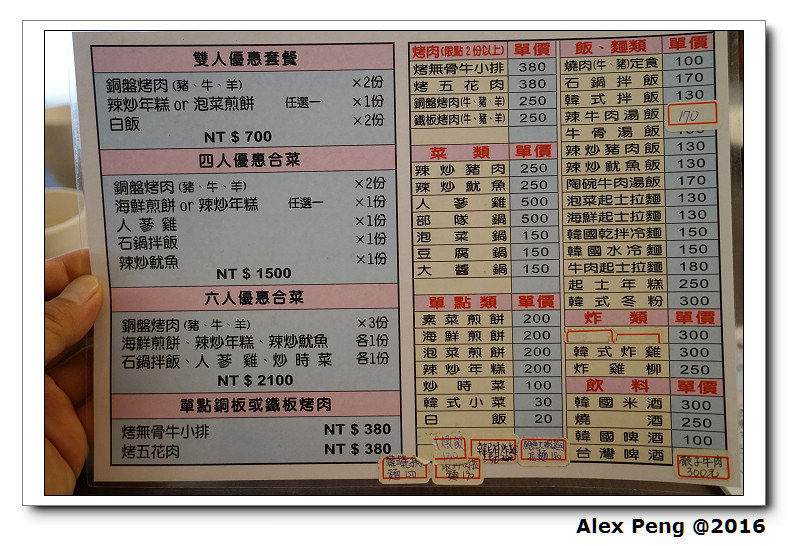 雙人優惠套餐
銅盤烤肉(豬、牛、羊) ×2份
辣炒年糕 or 泡菜煎餅 任選一 ×1份
白飯 ×2份
NT $ 700
四人優惠合菜
銅盤烤肉(豬、牛、羊) ×2份
海鮮煎餅 or 辣炒年糕 任選一 ×1份
人蔘雞 ×1份
石鍋拌飯 ×1份
辣炒魷魚 ×1份
NT $ 1500
六人優惠合菜
銅盤烤肉(豬、牛、羊) ×3份
海鮮煎餅、辣炒年糕、辣炒魷魚 各1份
石鍋拌飯、人蔘雞、炒時菜 各1份
NT $ 2100
單點銅板或鐵板烤肉
烤無骨牛小排 NT $ 380
烤五花肉 NT $ 380
烤肉(限點2份以上) 單價
烤無骨牛小排 380
烤五花肉 380
銅盤烤肉(牛、豬、羊) 250
鐵板烤肉(牛、豬、羊) 250
菜類 單價
辣炒豬肉 250
辣炒魷魚 250
人蔘雞 500
部隊鍋 500
泡菜鍋 150
豆腐鍋 150
大醬鍋 150
單點類 單價
素菜煎餅 200
海鮮煎餅 200
泡菜煎餅 200
辣炒年糕 200
炒時菜 100
韓式小菜 30
白飯 20
飯、麵類 單價
燒肉(牛、豬)定食 100
石鍋拌飯 170
韓式拌飯 130
辣牛肉湯飯 170
牛骨湯飯
辣炒豬肉飯 130
辣炒魷魚飯 130
陶碗牛肉湯飯 170
泡菜起士拉麵 130
海鮮起士拉麵 130
韓國乾拌冷麵 150
韓國水冷麵 150
牛肉起士拉麵 180
起士年糕 250
韓式冬粉 300
炸類 單價
300
韓式炸雞 300
炸雞柳 250
飲料 單價
韓國米酒 300
燒酒 250
韓國啤酒 100
台灣啤酒
骰子牛肉
300元
Alex Peng @2016